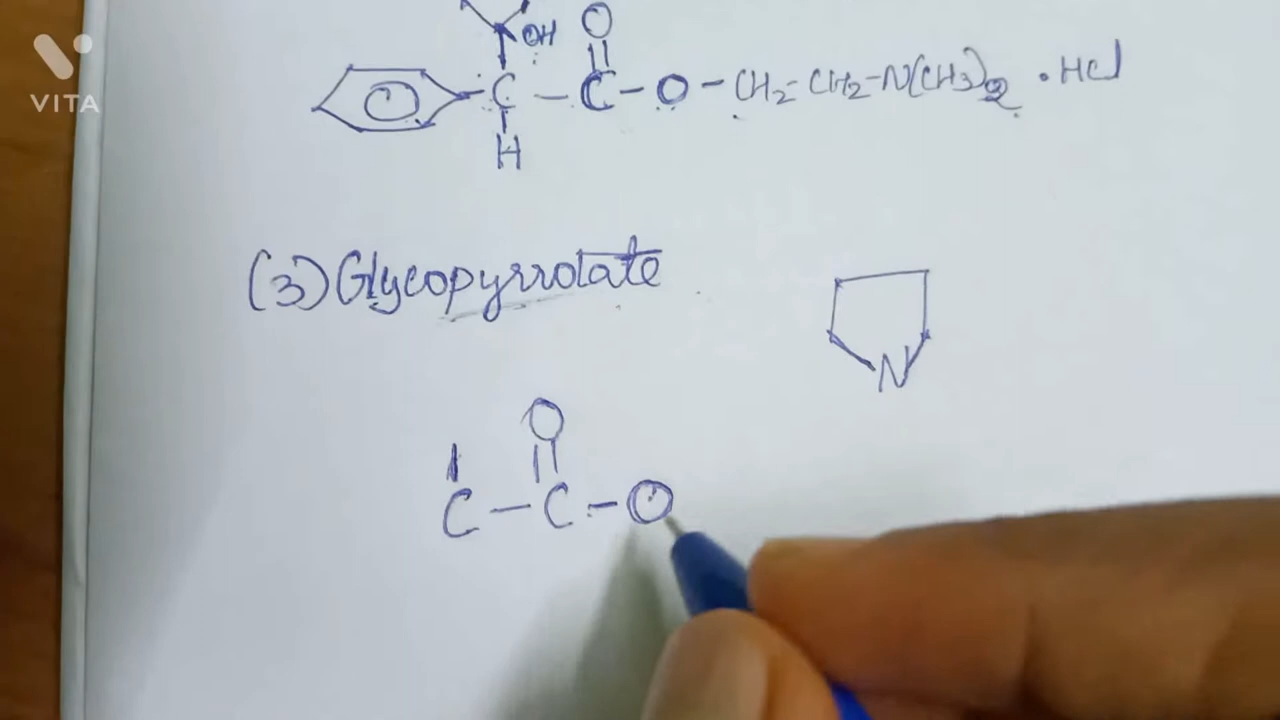 VITA
OH O
C - C - O - CH2 - CH2 - N(CH3)2 · HCl
H
(3) Glycopyrrolate
N
O
C - C - O